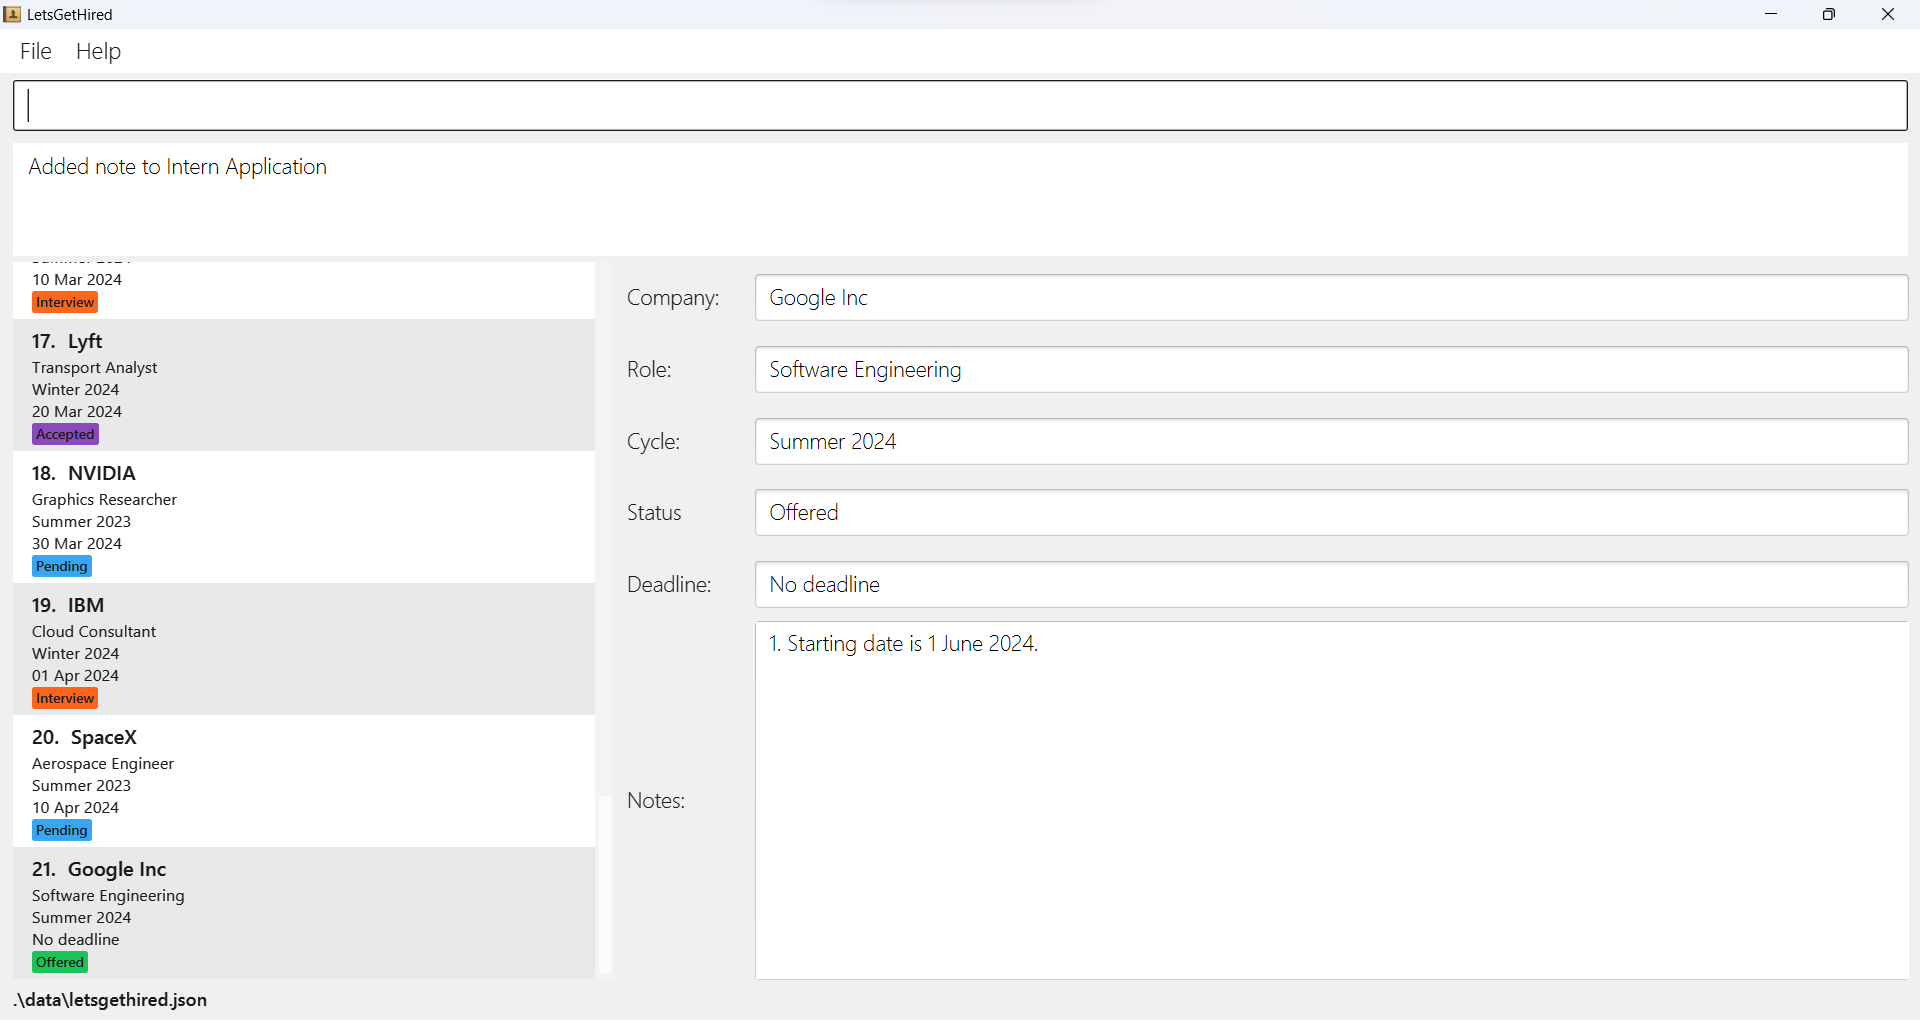 LetsGetHired
File Help
Added note to Intern Application
10 Mar 2024
Interview
17. Lyft
Transport Analyst
Winter 2024
20 Mar 2024
Accepted
18. NVIDIA
Graphics Researcher
Summer 2023
30 Mar 2024
Pending
19. IBM
Cloud Consultant
Winter 2024
01 Apr 2024
Interview
20. SpaceX
Aerospace Engineer
Summer 2023
10 Apr 2024
Pending
21. Google Inc
Software Engineering
Summer 2024
No deadline
Offered
Company: Google Inc
Role: Software Engineering
Cycle: Summer 2024
Status Offered
Deadline: No deadline
Notes: 1. Starting date is 1 June 2024.
.\data\letsgethired.json